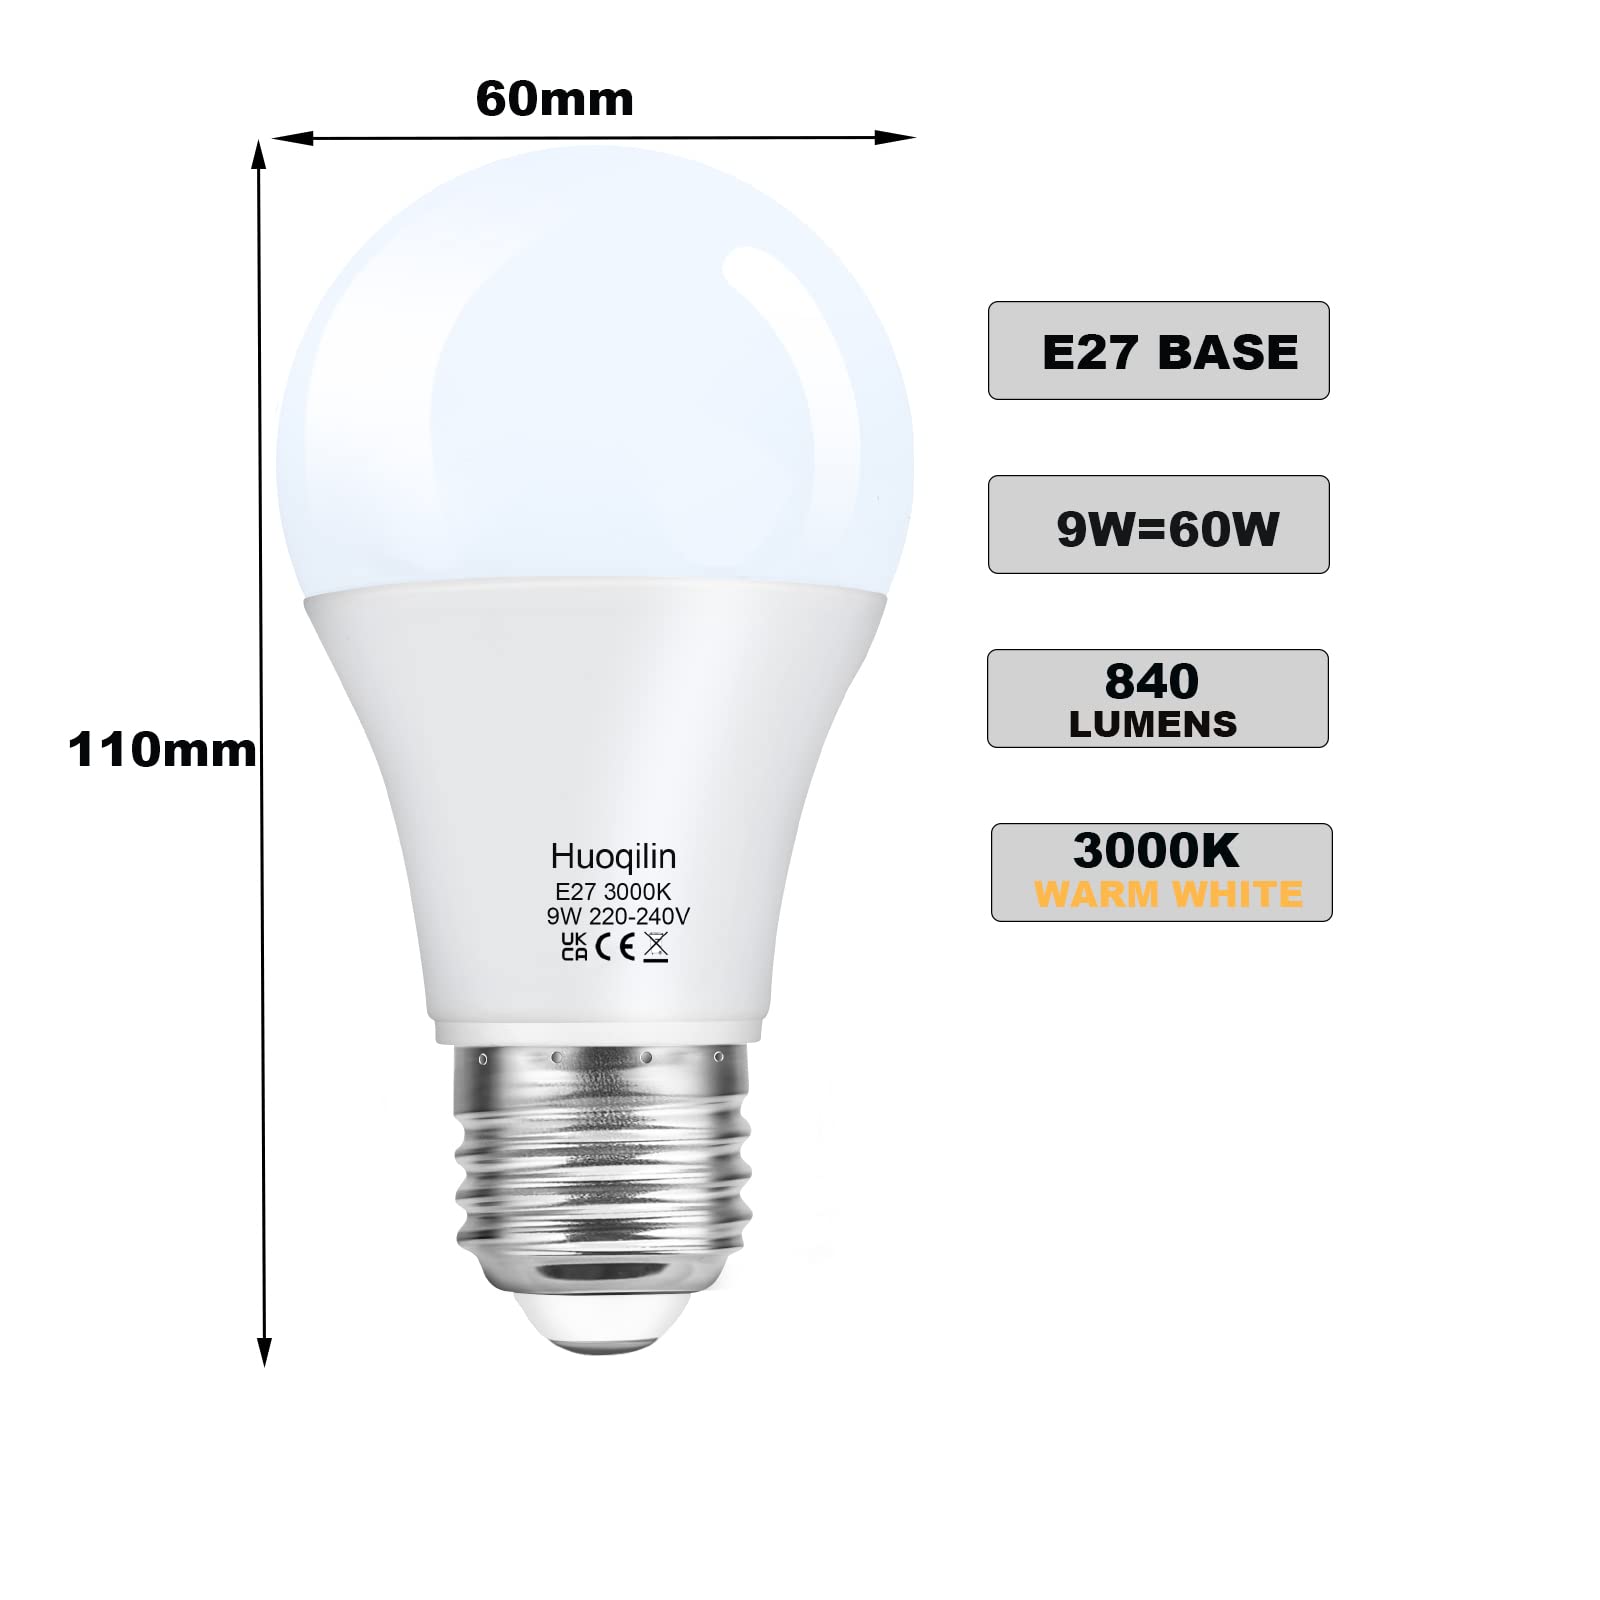 60mm
110mm
E27 BASE
9W=60W
840
LUMENS
3000K
WARM WHITE
Huoqilin
E27 3000K
9W 220-240V
UK
CA CE